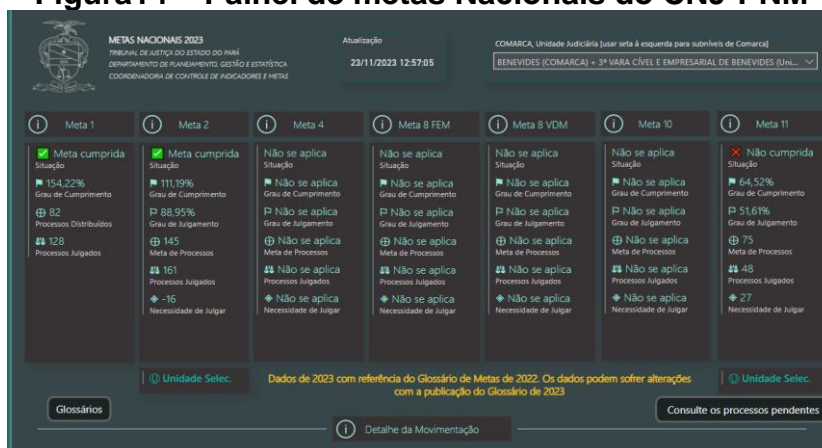 METAS NACIONAIS 2023
TRIBUNAL DE JUSTIÇA DO ESTADO DO PARÁ
DEPARTAMENTO DE PLANEJAMENTO, GESTÃO E ESTATÍSTICA
COORDENADORIA DE CONTROLE DE INDICADORES E METAS
Atualização
23/11/2023 12:57:05
COMARCA, Unidade Judiciária [usar seta à esquerda para subníveis de Comarca]
BENEVIDES (COMARCA) + 3ª VARA CÍVEL E EMPRESARIAL DE BENEVIDES (Uni...
Meta 1
Meta cumprida
Situação
154,22%
Grau de Cumprimento
82
Processos Distribuídos
128
Processos Julgados
Meta 2
Meta cumprida
Situação
111,19%
Grau de Cumprimento
88,95%
Grau de Julgamento
145
Meta de Processos
161
Processos Julgados
-16
Necessidade de Julgar
Unidade Selec.
Meta 4
Não se aplica
Situação
Não se aplica
Grau de Cumprimento
Não se aplica
Grau de Julgamento
Não se aplica
Meta de Processos
Não se aplica
Processos Julgados
Não se aplica
Necessidade de Julgar
Meta 8 FEM
Não se aplica
Situação
Não se aplica
Grau de Cumprimento
Não se aplica
Grau de Julgamento
Não se aplica
Meta de Processos
Não se aplica
Processos Julgados
Não se aplica
Necessidade de Julgar
Meta 8 VDM
Não se aplica
Situação
Não se aplica
Grau de Cumprimento
Não se aplica
Grau de Julgamento
Não se aplica
Meta de Processos
Não se aplica
Processos Julgados
Não se aplica
Necessidade de Julgar
Meta 10
Não se aplica
Situação
Não se aplica
Grau de Cumprimento
Não se aplica
Grau de Julgamento
Não se aplica
Meta de Processos
Não se aplica
Processos Julgados
Não se aplica
Necessidade de Julgar
Meta 11
Não cumprida
Situação
64,52%
Grau de Cumprimento
51,61%
Grau de Julgamento
75
Meta de Processos
48
Processos Julgados
27
Necessidade de Julgar
Unidade Selec.
Dados de 2023 com referência do Glossário de Metas de 2022. Os dados podem sofrer alterações
com a publicação do Glossário de 2023
Glossários
Consulte os processos pendentes
Detalhe da Movimentação